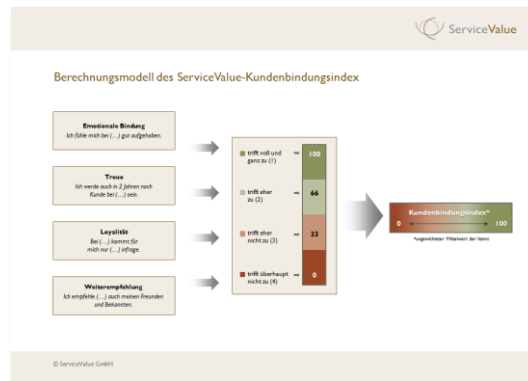 ServiceValue
Berechnungsmodell des ServiceValue-Kundenbindungsindex
Emotionale Bindung
Ich fühle mich bei (…) gut aufgehoben.
Treue
Ich werde auch in 2 Jahren noch
Kunde bei (…) sein.
Loyalität
Bei (…) kommt für
mich nur (…) infrage.
Weiterempfehlung
Ich empfehle (…) auch meinen Freunden
und Bekannten.
trifft voll und
ganz zu (1)
100
trifft eher
zu (2)
66
trifft eher
nicht zu (3)
33
trifft überhaupt
nicht zu (4)
0
Kundenbindungsindex*
0 100
*ungewichteter Mittelwert der Items
© ServiceValue GmbH